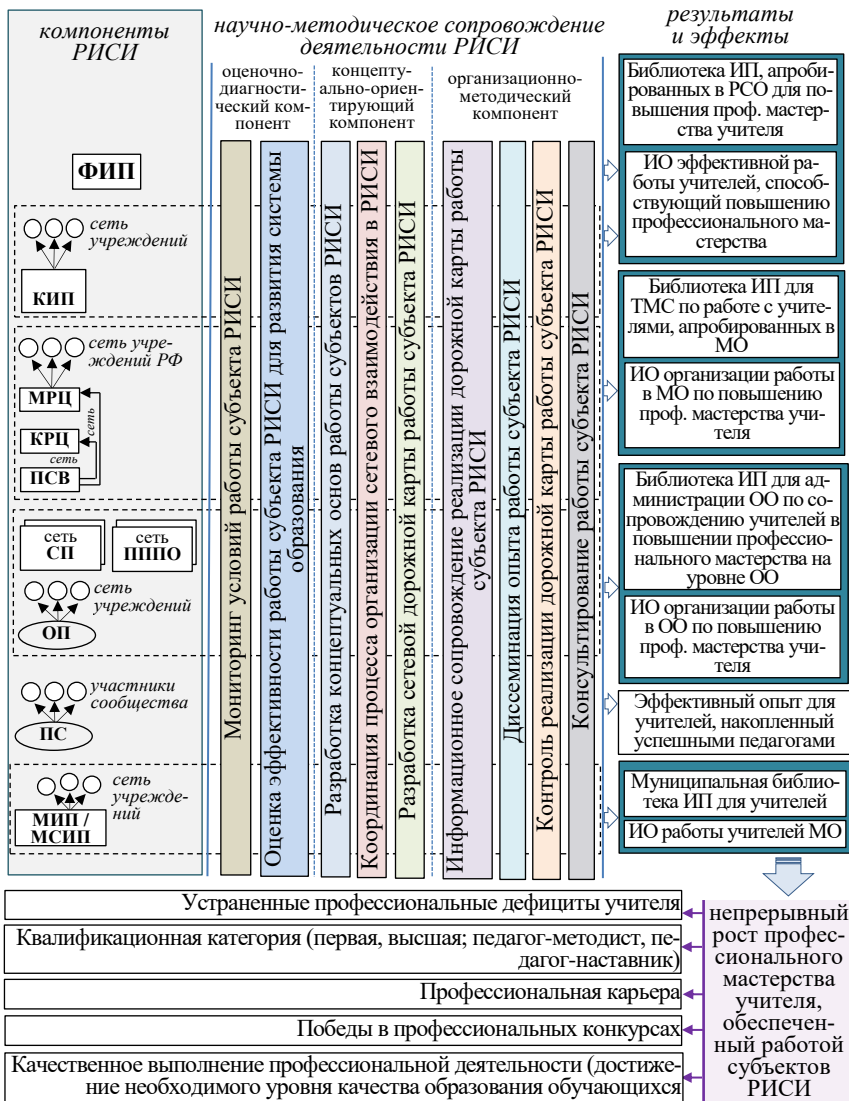 компоненты
РИСИ
научно-методическое сопровождение
деятельности РИСИ
результаты
и эффекты
оценочно-
диагности-
ческий ком-
понент
концепту-
ально-ориен-
тирующий
компонент
организационно-
методический
компонент
ФИП
сеть
учреждений
КИП
сеть учре-
ждений РФ
МРЦ
сеть
КРЦ
сеть
ПСВ
сеть
СП
сеть
ПППО
сеть
учреждений
ОП
участники
сообщества
ПС
сеть
учрежде-
ний
МИП /
МСИП
Мониторинг условий работы субъекта РИСИ
Оценка эффективности работы субъекта РИСИ для развития системы
образования
Разработка концептуальных основ работы субъектов РИСИ
Координация процесса организации сетевого взаимодействия в РИСИ
Разработка сетевой дорожной карты работы субъекта РИСИ
Информационное сопровождение реализации дорожной карты работы
субъекта РИСИ
Диссеминация опыта работы субъекта РИСИ
Контроль реализации дорожной карты работы субъекта РИСИ
Консультирование работы субъекта РИСИ
Библиотека ИП, апроби-
рованных в РСО для по-
вышения проф. мастер-
ства учителя
ИО эффективной ра-
боты учителей, способ-
ствующий повышению
профессионального ма-
стерства
Библиотека ИП для
ТМС по работе с учи-
телями, апробированных в
МО
ИО организации работы
в МО по повышению
проф. мастерства учи-
теля
Библиотека ИП для ад-
министрации ОО по со-
провождению учителей в
повышении професси-
онального мастерства на
уровне ОО
ИО организации работы
в ОО по повышению
проф. мастерства учи-
теля
Эффективный опыт для
учителей, накопленный
успешными педагогами
Муниципальная библио-
тека ИП для учителей
ИО работы учителей МО
Устраненные профессиональные дефициты учителя
Квалификационная категория (первая, высшая; педагог-методист, пе-
дагог-наставник)
Профессиональная карьера
Победы в профессиональных конкурсах
Качественное выполнение профессиональной деятельности (достиже-
ние необходимого уровня качества образования обучающихся
непрерывный
рост профес-
сионального
мастерства
учителя,
обеспечен-
ный работой
субъектов
РИСИ